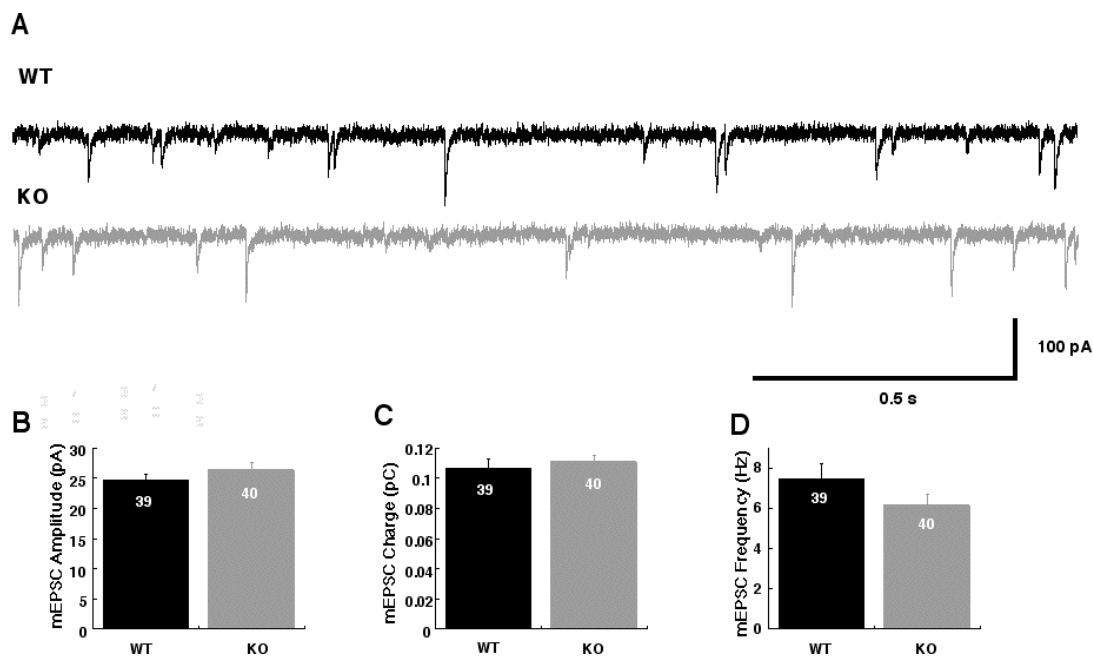 A
WT
KO
100 pA
0.5 s
B
mEPSC Amplitude (pA)
30
25
20
15
10
5
0
39
40
WT
KO
C
mEPSC Charge (pC)
0.12
0.1
0.08
0.06
0.04
0.02
0
39
40
WT
KO
D
mEPSC Frequency (Hz)
8
6
4
2
0
39
40
WT
KO